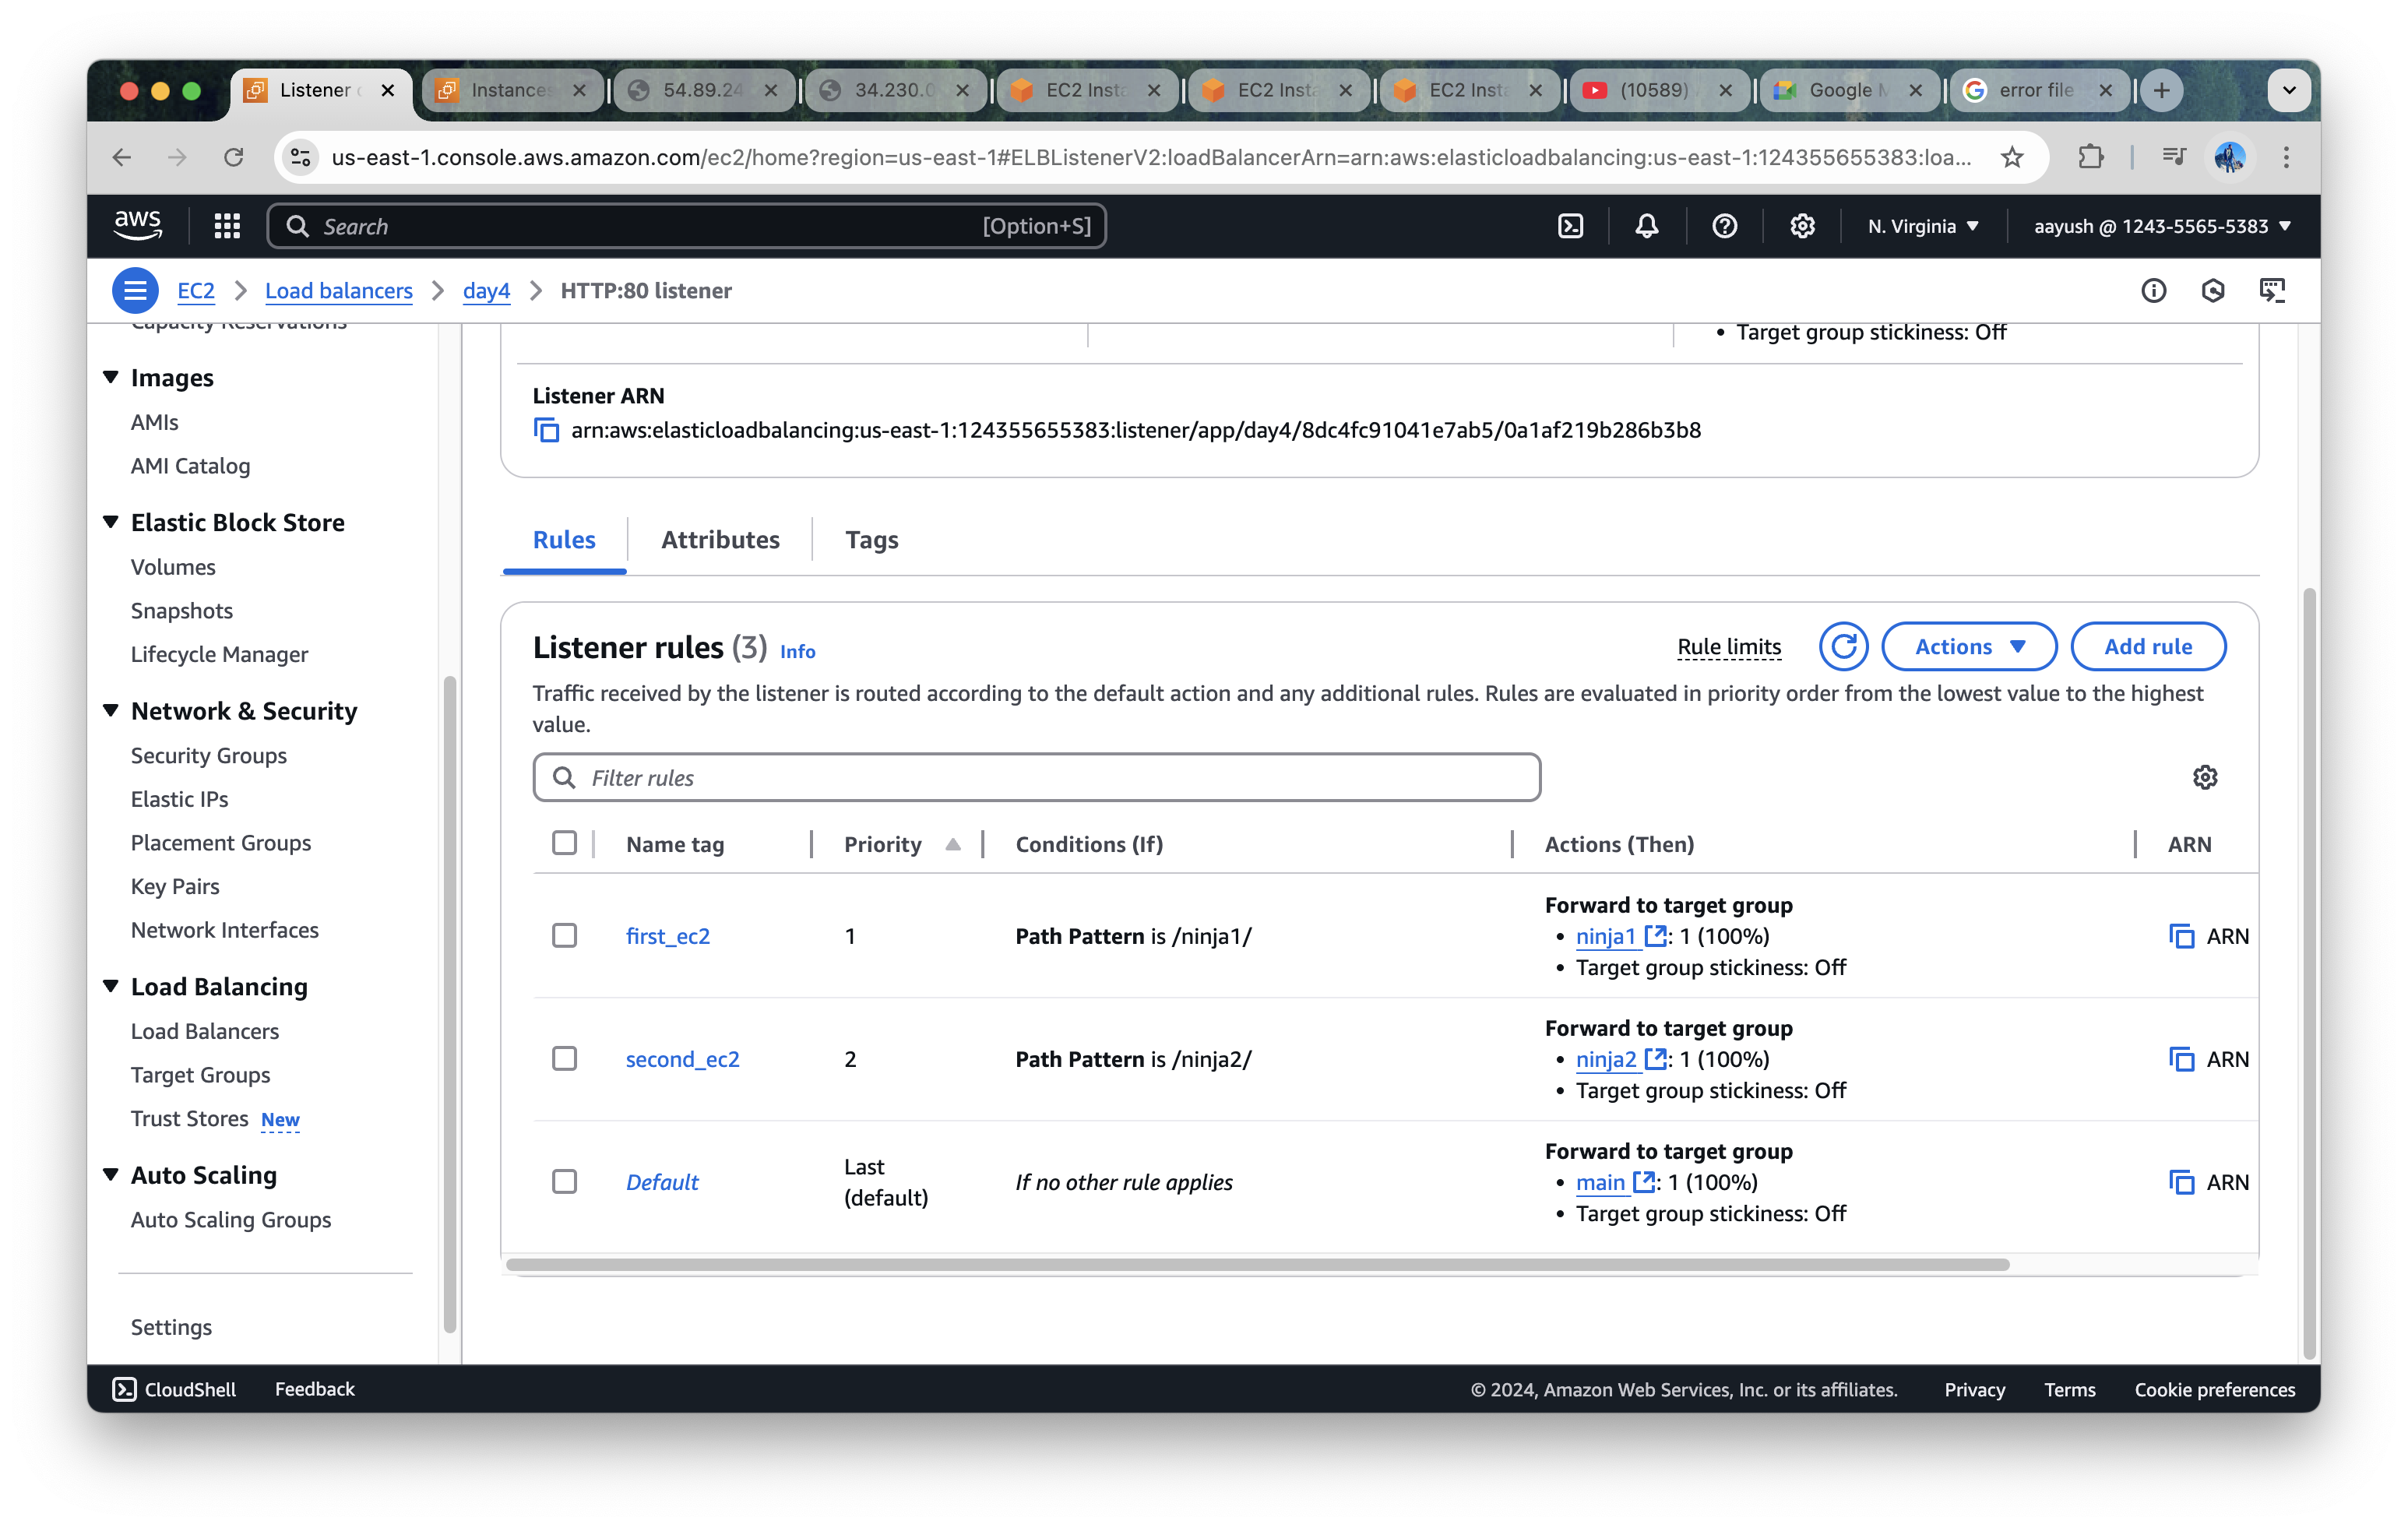 Listener
Instances
54.89.24
34.230.0
EC2 Insta
EC2 Insta
EC2 Insta
(10589)
Google M
error file
us-east-1.console.aws.amazon.com/ec2/home?region=us-east-1#ELBListenerV2:loadBalancerArn=arn:aws:elasticloadbalancing:us-east-1:124355655383:loa...
aws
Search
[Option+S]
N. Virginia
aayush @ 1243-5565-5383
EC2
Load balancers
day4
HTTP:80 listener
Capacity Reservations
Images
AMIs
AMI Catalog
Elastic Block Store
Volumes
Snapshots
Lifecycle Manager
Network & Security
Security Groups
Elastic IPs
Placement Groups
Key Pairs
Network Interfaces
Load Balancing
Load Balancers
Target Groups
Trust Stores New
Auto Scaling
Auto Scaling Groups
Settings
• Target group stickiness: Off
Listener ARN
arn:aws:elasticloadbalancing:us-east-1:124355655383:listener/app/day4/8dc4fc91041e7ab5/0a1af219b286b3b8
Rules
Attributes
Tags
Listener rules (3) Info
Rule limits
Actions
Add rule
Traffic received by the listener is routed according to the default action and any additional rules. Rules are evaluated in priority order from the lowest value to the highest
value.
Filter rules
Name tag
Priority
Conditions (If)
Actions (Then)
ARN
first_ec2
1
Path Pattern is /ninja1/
Forward to target group
• ninja1 : 1 (100%)
• Target group stickiness: Off
ARN
second_ec2
2
Path Pattern is /ninja2/
Forward to target group
• ninja2 : 1 (100%)
• Target group stickiness: Off
ARN
Default
Last
(default)
If no other rule applies
Forward to target group
• main : 1 (100%)
• Target group stickiness: Off
ARN
CloudShell
Feedback
© 2024, Amazon Web Services, Inc. or its affiliates.
Privacy
Terms
Cookie preferences